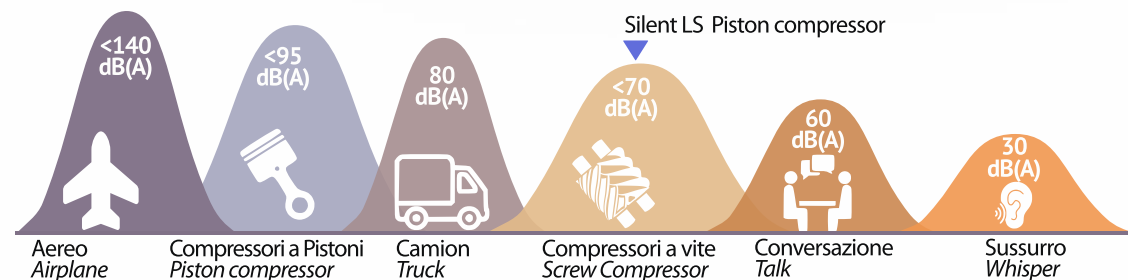 Silent LS Piston compressor
<140
dB(A)
<95
dB(A)
80
dB(A)
<70
dB(A)
60
dB(A)
30
dB(A)
Aereo
Airplane
Compressori a Pistoni
Piston compressor
Camion
Truck
Compressori a vite
Screw Compressor
Conversazione
Talk
Sussurro
Whisper